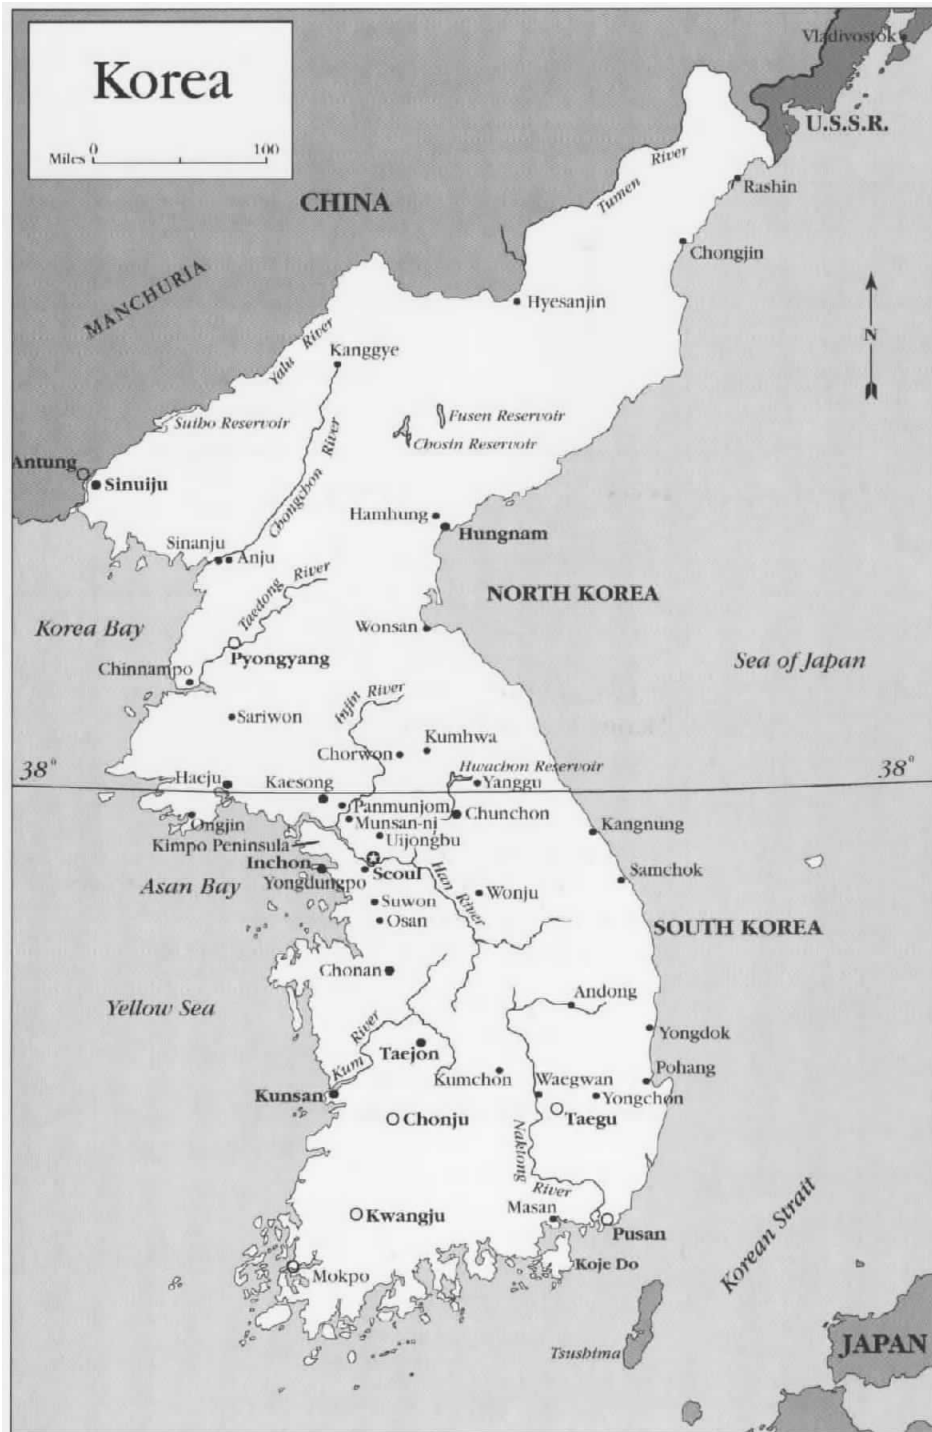 Korea
Miles 0 100
Vladivostok
U.S.S.R.
Tumen River
Rashin
CHINA
Chongjin
MANCHURIA
Hyesanjin
N
Yalu River
Kanggye
Suiho Reservoir
Fusen Reservoir
Chosin Reservoir
Chongchon River
Antung
Sinuiju
Hamhung
Hungnam
Sinanju
Anju
Taedong River
NORTH KOREA
Korea Bay
Wonsan
Pyongyang
Sea of Japan
Chinnampo
Injin River
Sariwon
Kumhwa
Chorwon
Hwachon Reservoir
38°
38°
Haeju
Kaesong
Yanggu
Panmunjom
Chunchon
Ongjin
Munsan-nj
Kangnung
Uijongbu
Kimpo Peninsula
Inchon
Seoul
Han River
Samchok
Asan Bay
Yongdungpo
Wonju
Suwon
Osan
SOUTH KOREA
Chonan
Andong
Yellow Sea
Kum River
Yongdok
Taejon
Pohang
Kumchon
Waegwan
Kunsan
Yongchon
Chonju
Taegu
Naktong River
Kwangju
Masan
Pusan
Korean Strait
Mokpo
Koje Do
Tsushima
JAPAN